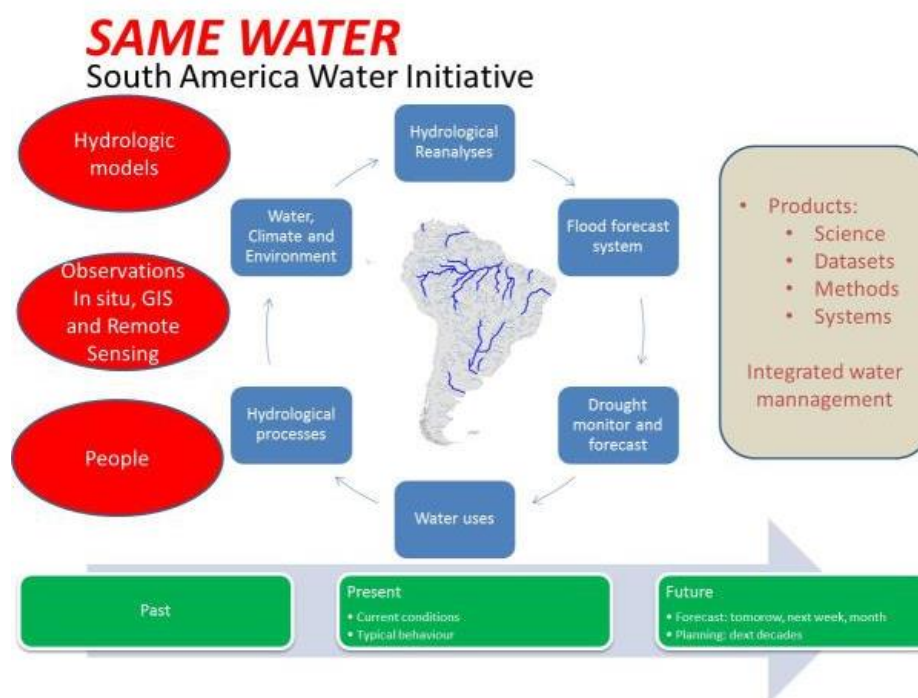 SAME WATER
South America Water Initiative
Hydrologic
models
Observations
In situ, GIS
and Remote
Sensing
People
Hydrological
Reanalyses
Flood forecast
system
Drought
monitor and
forecast
Water uses
Hydrological
processes
Water,
Climate and
Environment
• Products:
• Science
• Datasets
• Methods
• Systems
Integrated water
mannagement
Past
Present
• Current conditions
• Typical behaviour
Future
• Forecast: tomorow, next week, month
• Planning: dext decades